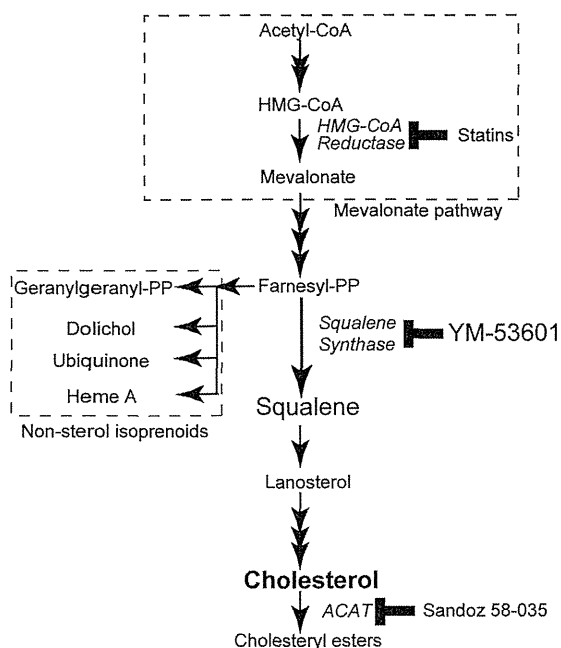 Acetyl-CoA
HMG-CoA
HMG-CoA
Reductase
Statins
Mevalonate
Mevalonate pathway
Geranylgeranyl-PP
Farnesyl-PP
Dolichol
Ubiquinone
Heme A
Non-sterol isoprenoids
Squalene
Synthase
YM-53601
Squalene
Lanosterol
Cholesterol
ACAT
Sandoz 58-035
Cholesteryl esters